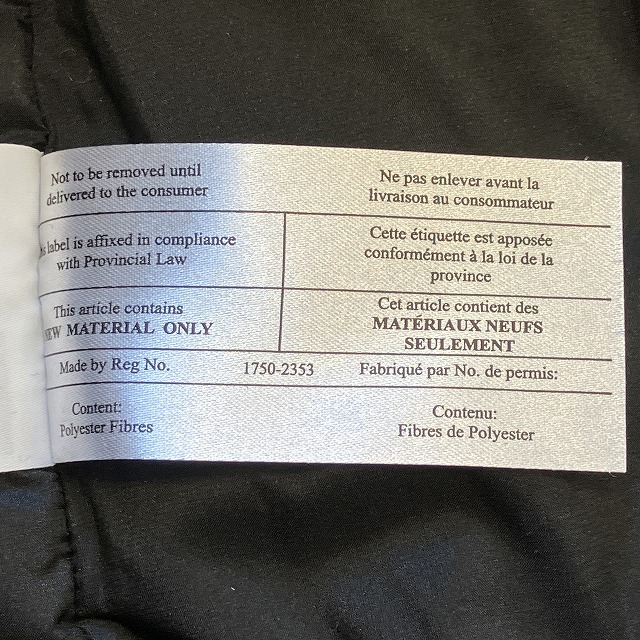 Not to be removed until
delivered to the consumer
Ne pas enlever avant la
livraison au consommateur
label is affixed in compliance
with Provincial Law
Cette étiquette est apposée
conformément à la loi de la
province
This article contains
NEW MATERIAL ONLY
Cet article contient des
MATÉRIAUX NEUFS
SEULEMENT
Made by Reg No. 1750-2353 Fabriqué par No. de permis:
Content:
Polyester Fibres
Contenu:
Fibres de Polyester